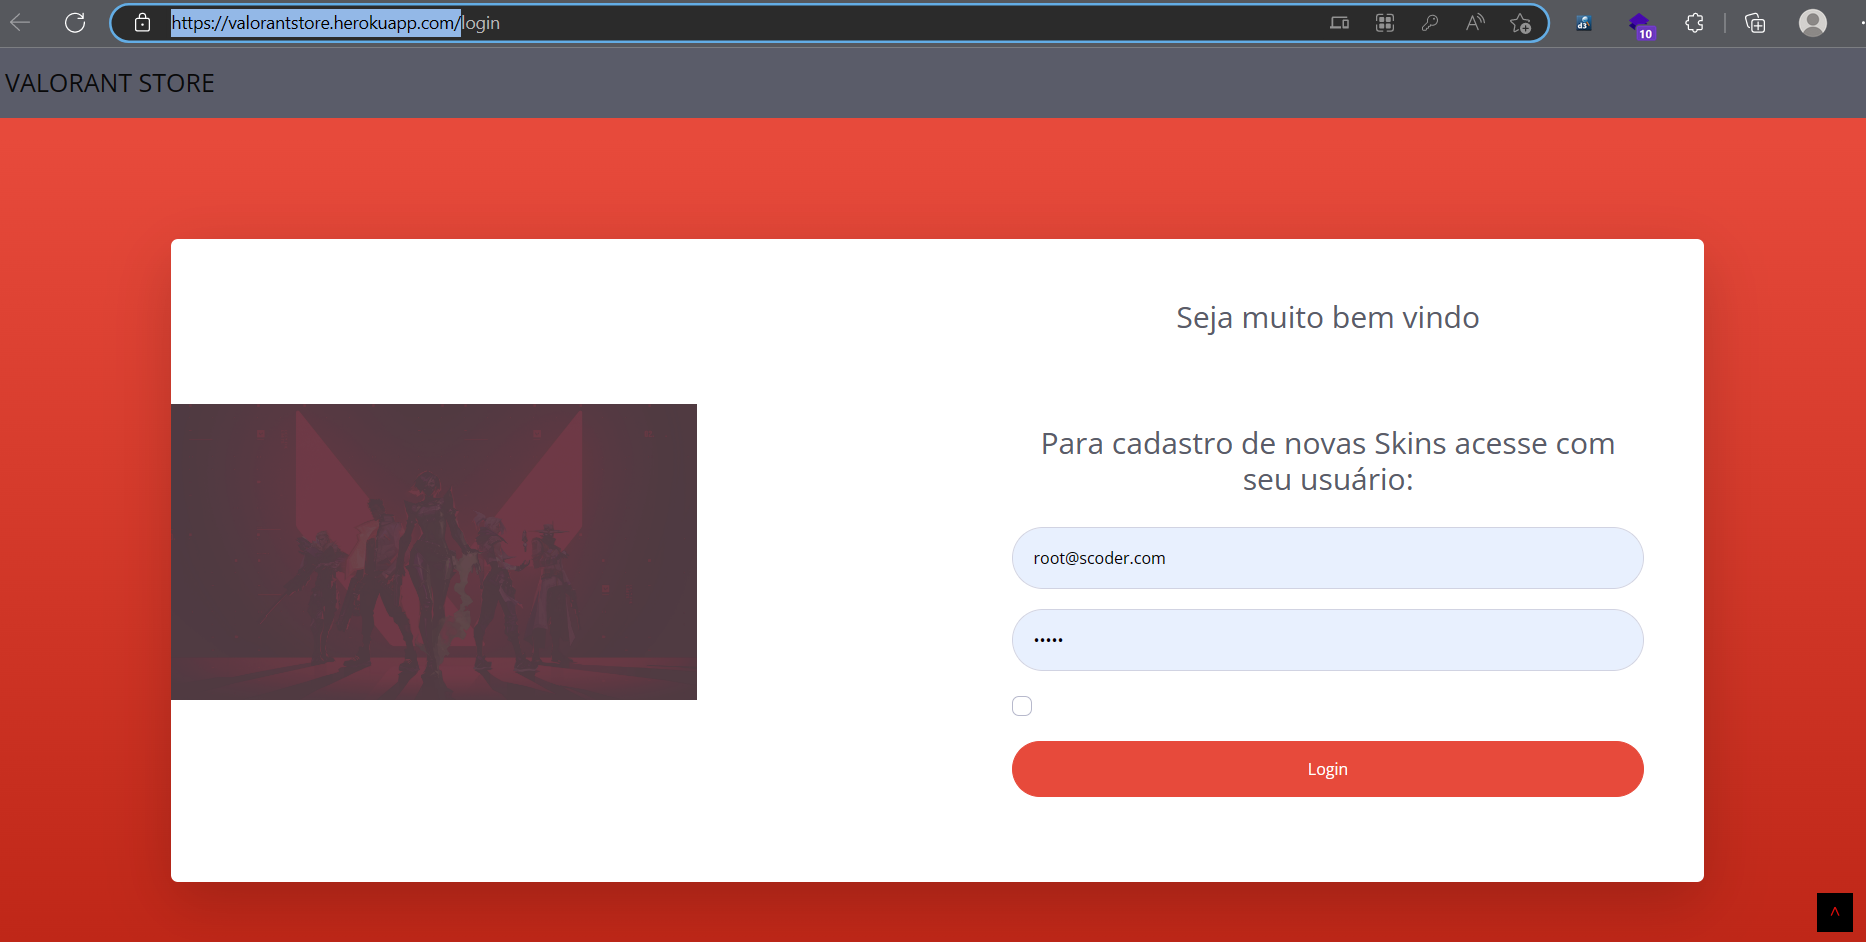 https://valorantstore.herokuapp.com/login
10
VALORANT STORE
Seja muito bem vindo
Para cadastro de novas Skins acesse com
seu usuário:
root@scoder.com
•••••
Login
^